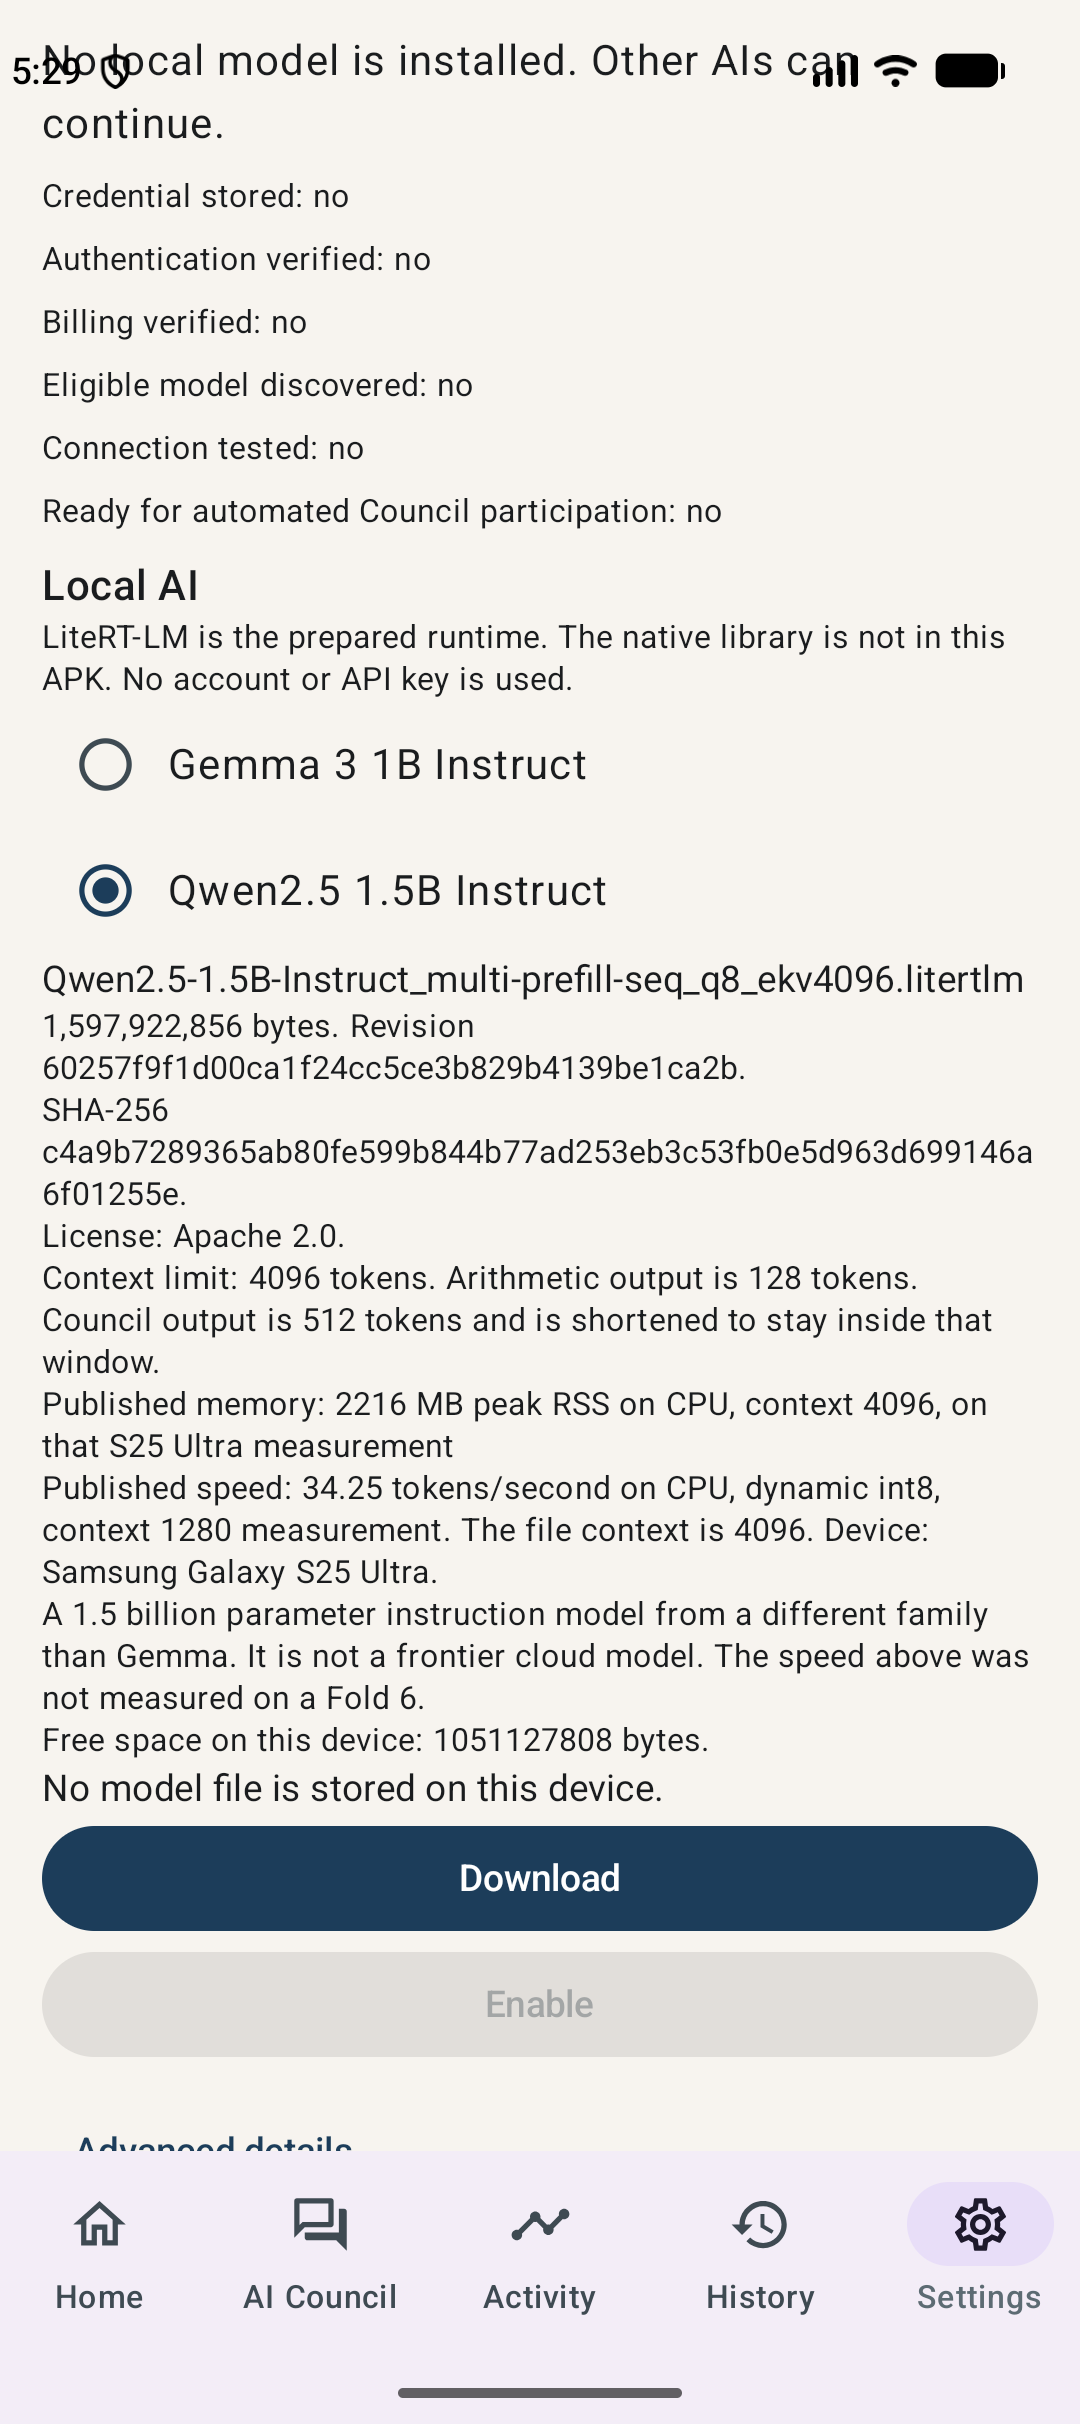 No local model is installed. Other AIs can
5:29
continue.
Credential stored: no
Authentication verified: no
Billing verified: no
Eligible model discovered: no
Connection tested: no
Ready for automated Council participation: no
Local AI
LiteRT-LM is the prepared runtime. The native library is not in this
APK. No account or API key is used.
Gemma 3 1B Instruct
Qwen2.5 1.5B Instruct
Qwen2.5-1.5B-Instruct_multi-prefill-seq_q8_ekv4096.litertlm
1,597,922,856 bytes. Revision
60257f9f1d00ca1f24cc5ce3b829b4139be1ca2b.
SHA-256
c4a9b7289365ab80fe599b844b77ad253eb3c53fb0e5d963d699146a
6f01255e.
License: Apache 2.0.
Context limit: 4096 tokens. Arithmetic output is 128 tokens.
Council output is 512 tokens and is shortened to stay inside that
window.
Published memory: 2216 MB peak RSS on CPU, context 4096, on
that S25 Ultra measurement
Published speed: 34.25 tokens/second on CPU, dynamic int8,
context 1280 measurement. The file context is 4096. Device:
Samsung Galaxy S25 Ultra.
A 1.5 billion parameter instruction model from a different family
than Gemma. It is not a frontier cloud model. The speed above was
not measured on a Fold 6.
Free space on this device: 1051127808 bytes.
No model file is stored on this device.
Download
Enable
Advanced details
Home
AI Council
Activity
History
Settings